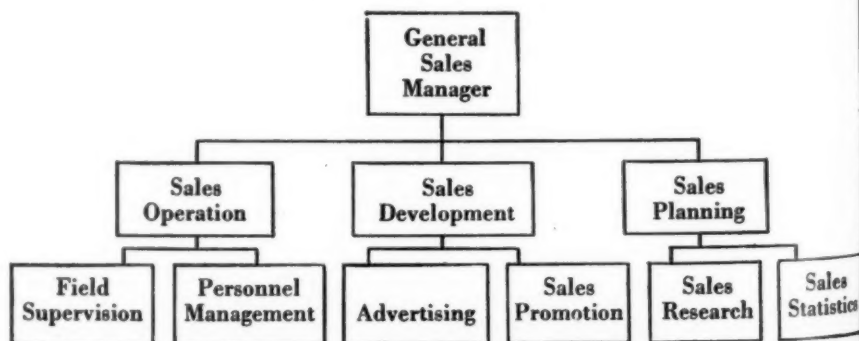 General
Sales
Manager
Sales
Operation
Sales
Development
Sales
Planning
Field
Supervision
Personnel
Management
Advertising
Sales
Promotion
Sales
Research
Sales
Statistics